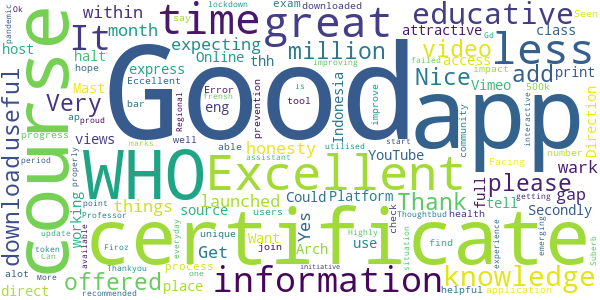 Good
app
WHO
certificate
course
Excellent
great
time
less
educative
information
knowledge
It
Very
useful
download
offered
Thank
please
Nice
add
video
million
expecting
within
month
halt
host
express
Online
thh
eng
Mast
views
bar
Eccellent
things
launched
source
Get
Want
Yes
Could
Platform
Arch
use
honesty
YouTube
Vimeo
access
attractive
exam
downloaded
class
print
Indonesia
Direction
gap
wark
Secondly
tell
full
check
working
direct
alot
place
process
unique
users
join
find
health
application
helpful
number
Facing
getting
experience
emerging
Suberb
Highly
situation
everyday
Thoughtbud
community
interactive
500k
Seen
Gd
failed
impact
improving
improve
start
utilised
tool
is
Error
prevention
Regional
frensh
able
well
proud
ap
progress
period
properly
point
Professor
available
marks
assistant
Firoz
update
token
Can
More
Thankyou
recommended
one
initiative
lockdown
say
hope
pandemic
Ok